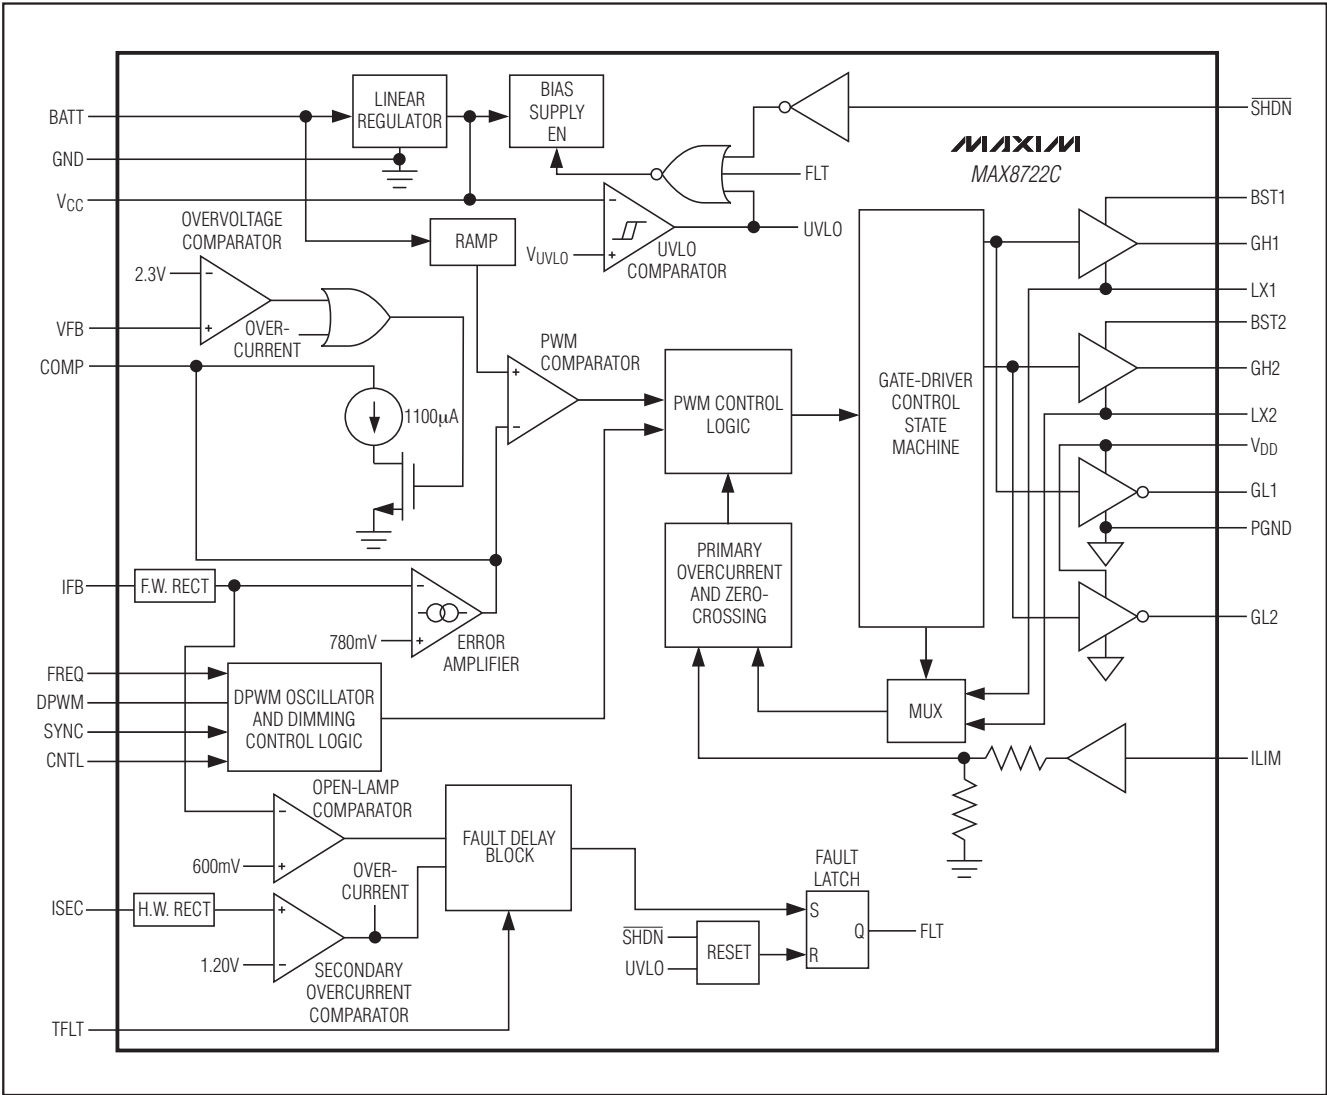 BATT
GND
VCC
LINEAR
REGULATOR
BIAS
SUPPLY
EN
SHDN
MAXIM
MAX8722C
FLT
UVLO
VUVLO
−
+
UVLO
COMPARATOR
RAMP
OVERVOLTAGE
COMPARATOR
2.3V
−
+
VFB
OVER-
CURRENT
COMP
1100µA
PWM
COMPARATOR
+
−
PWM CONTROL
LOGIC
GATE-DRIVER
CONTROL
STATE
MACHINE
BST1
GH1
LX1
BST2
GH2
LX2
VDD
GL1
PGND
GL2
PRIMARY
OVERCURRENT
AND ZERO-
CROSSING
MUX
ILIM
IFB
F.W. RECT
−
+
780mV
ERROR
AMPLIFIER
FREQ
DPWM
SYNC
CNTL
DPWM OSCILLATOR
AND DIMMING
CONTROL LOGIC
OPEN-LAMP
COMPARATOR
−
+
600mV
FAULT DELAY
BLOCK
OVER-
CURRENT
ISEC
H.W. RECT
+
−
1.20V
SECONDARY
OVERCURRENT
COMPARATOR
TFLT
SHDN
UVLO
RESET
FAULT
LATCH
S
R
Q
FLT